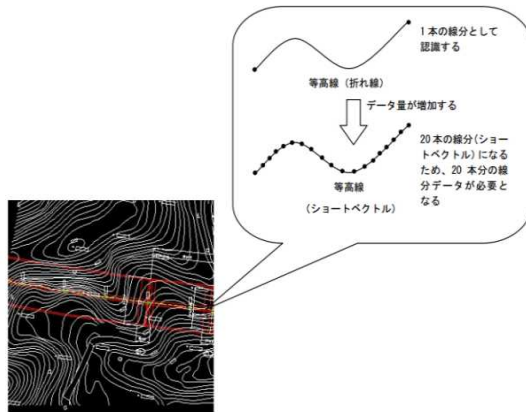 1本の線分として
認識する
等高線（折れ線）
データ量が増加する
20本の線分(ショー
トベクトル)になる
ため、20 本分の線
分データが必要と
なる
等高線
（ショートベクトル）